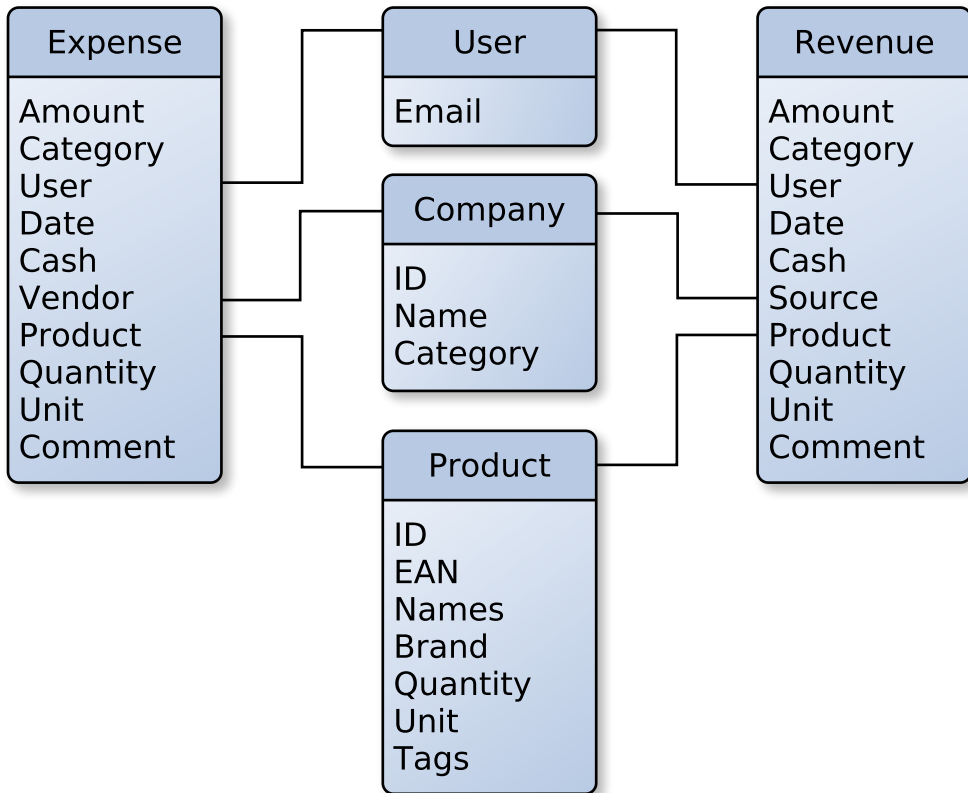 Expense
Amount
Category
User
Date
Cash
Vendor
Product
Quantity
Unit
Comment
User
Email
Company
ID
Name
Category
Product
ID
EAN
Names
Brand
Quantity
Unit
Tags
Revenue
Amount
Category
User
Date
Cash
Source
Product
Quantity
Unit
Comment